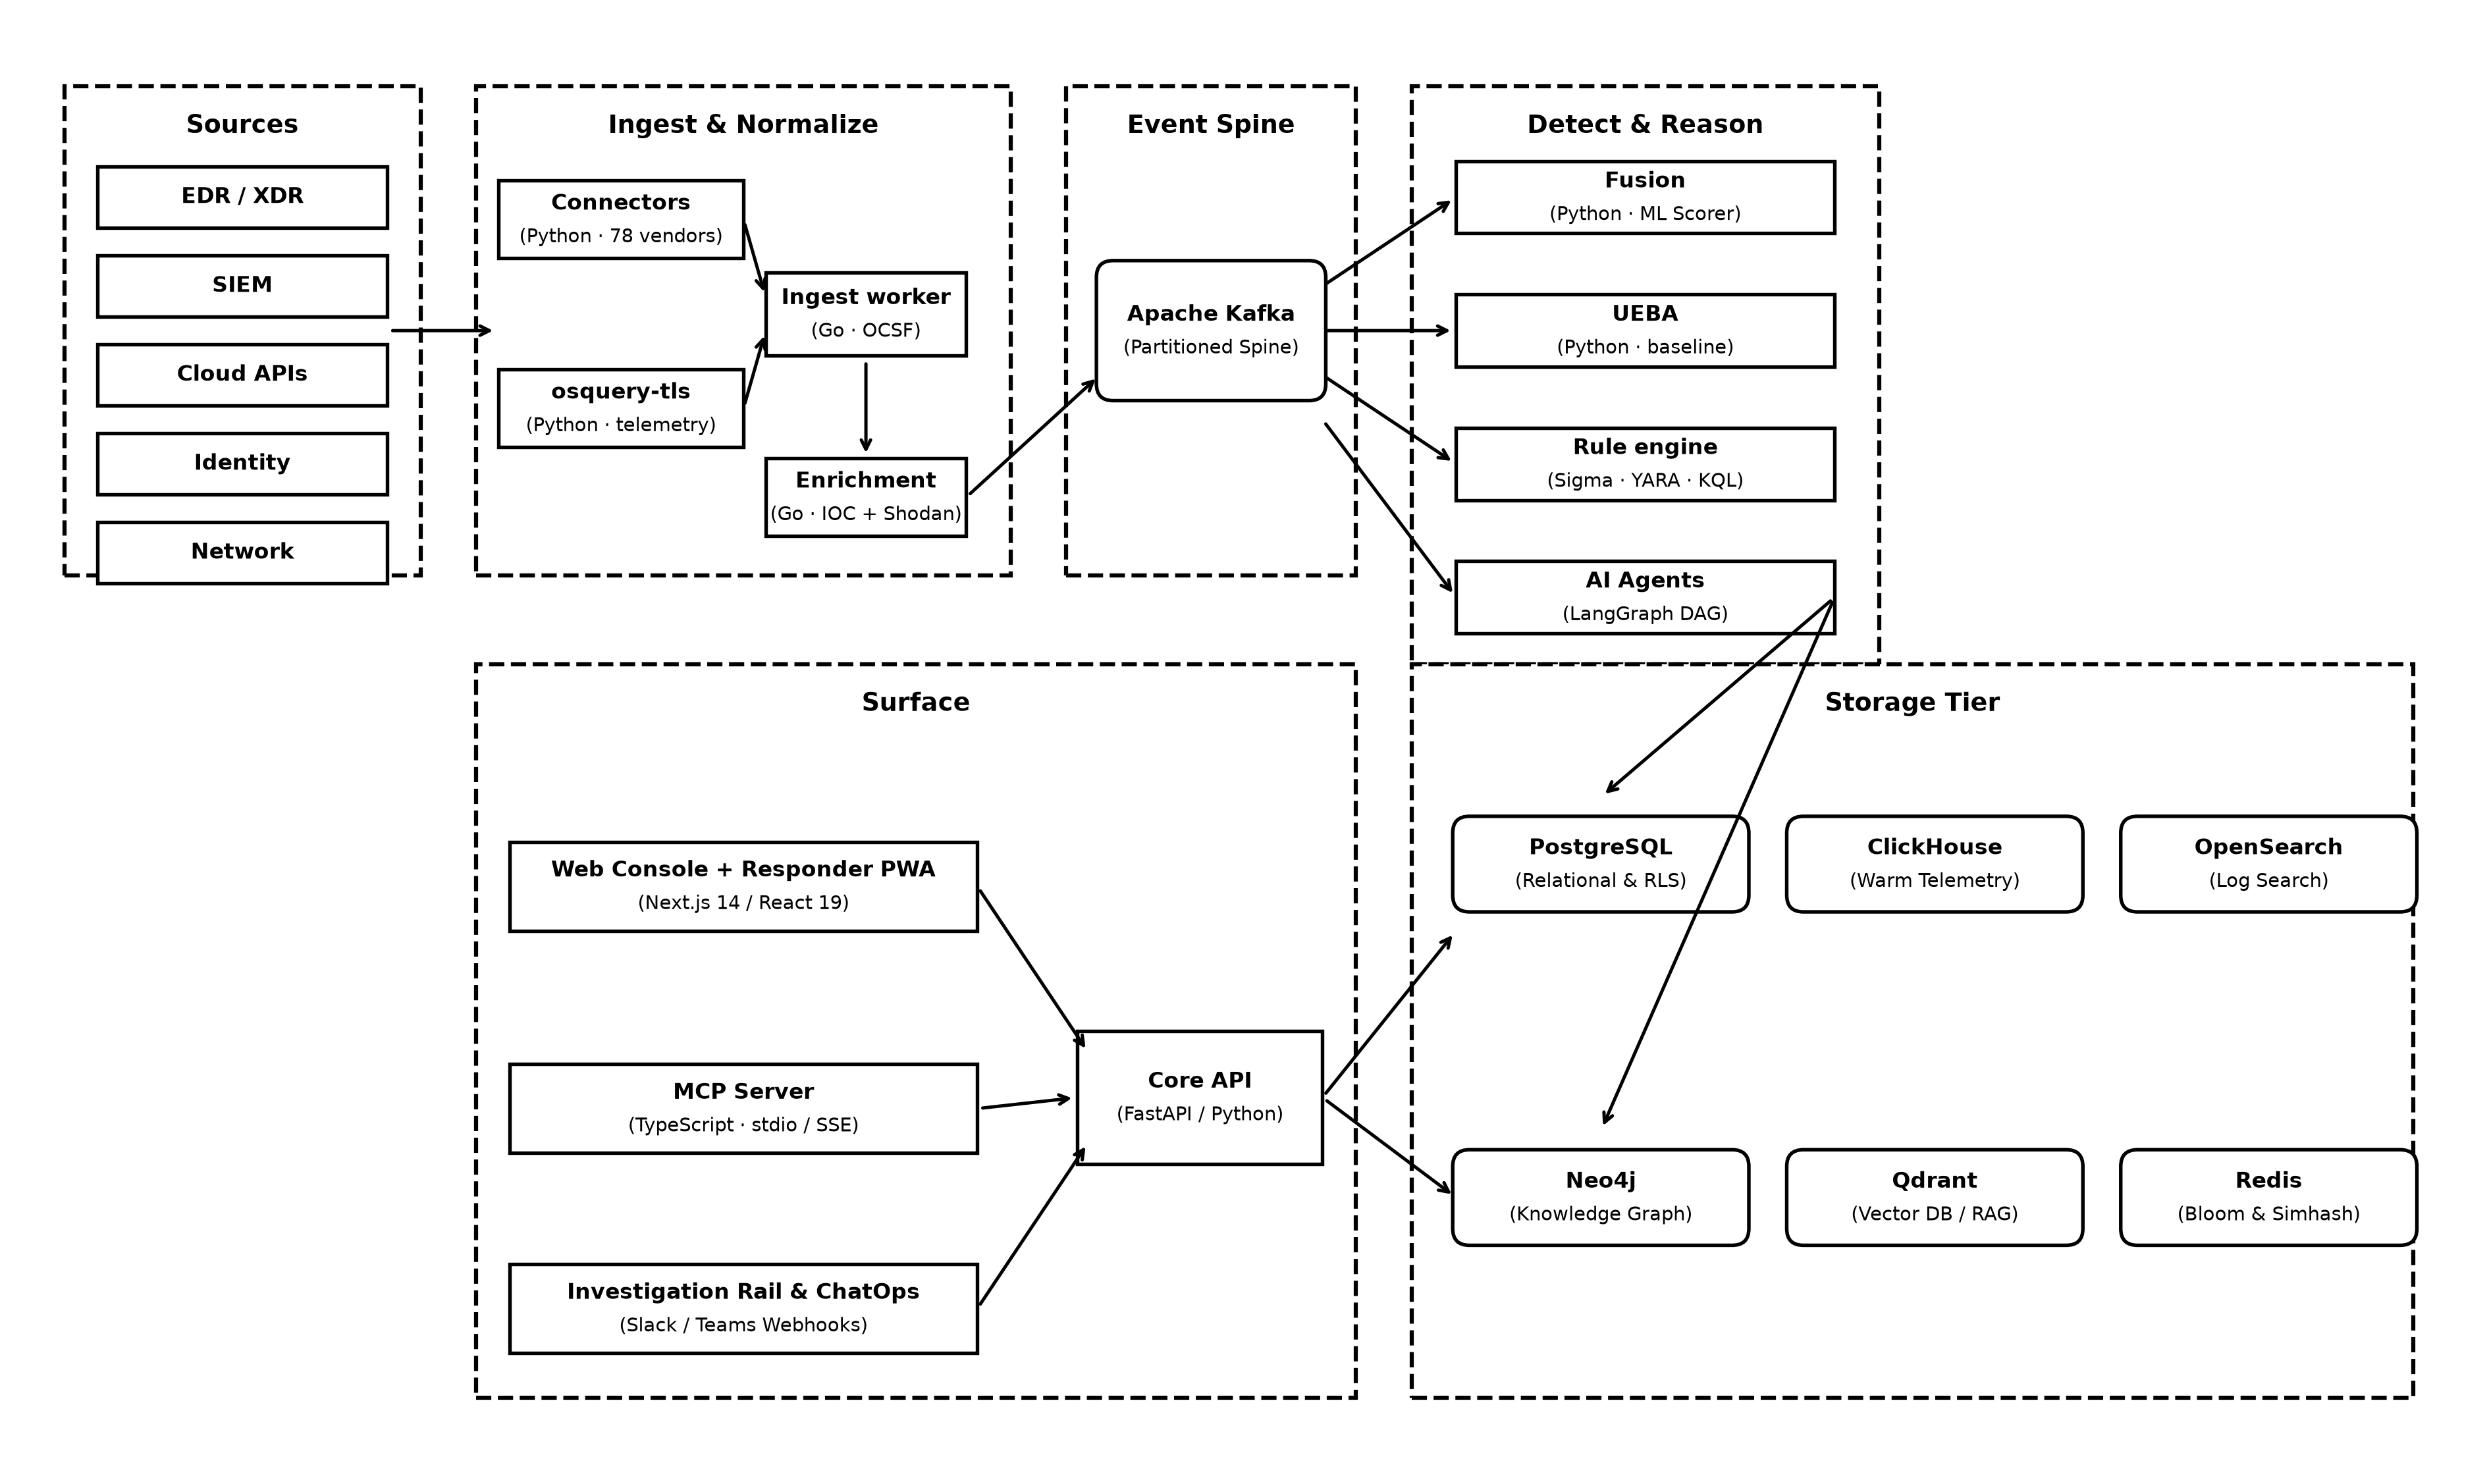 Sources
EDR / XDR
SIEM
Cloud APIs
Identity
Network
Ingest & Normalize
Connectors
(Python · 78 vendors)
osquery-tls
(Python · telemetry)
Ingest worker
(Go · OCSF)
Enrichment
(Go · IOC + Shodan)
Event Spine
Apache Kafka
(Partitioned Spine)
Detect & Reason
Fusion
(Python · ML Scorer)
UEBA
(Python · baseline)
Rule engine
(Sigma · YARA · KQL)
AI Agents
(LangGraph DAG)
Surface
Web Console + Responder PWA
(Next.js 14 / React 19)
MCP Server
(TypeScript · stdio / SSE)
Investigation Rail & ChatOps
(Slack / Teams Webhooks)
Core API
(FastAPI / Python)
Storage Tier
PostgreSQL
(Relational & RLS)
ClickHouse
(Warm Telemetry)
OpenSearch
(Log Search)
Neo4j
(Knowledge Graph)
Qdrant
(Vector DB / RAG)
Redis
(Bloom & Simhash)